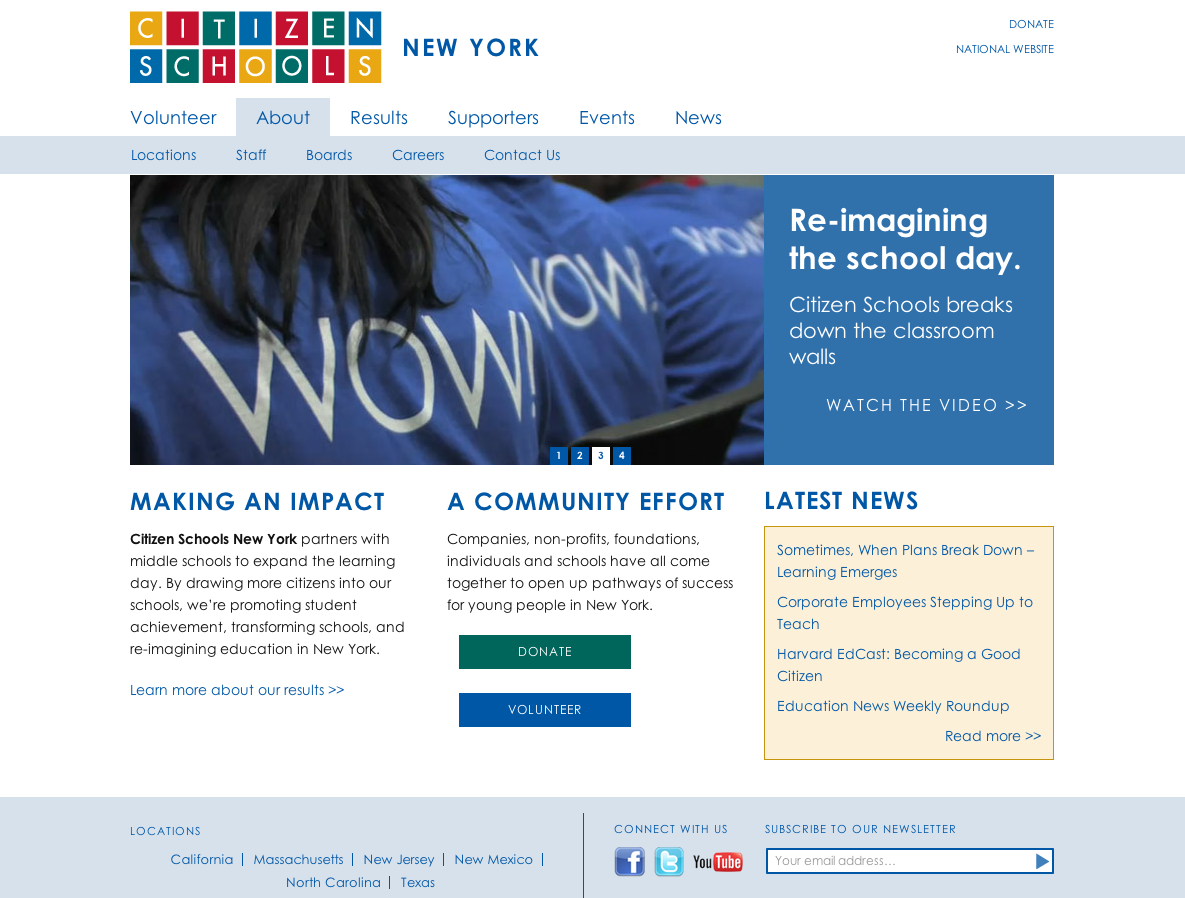 CITIZEN
SCHOOLS
NEW YORK
DONATE
NATIONAL WEBSITE
Volunteer About Results Supporters Events News
Locations Staff Boards Careers Contact Us
WOW!
WOW!
WOW!
1 2 3 4
Re-imagining
the school day.
Citizen Schools breaks
down the classroom
walls
WATCH THE VIDEO >>
MAKING AN IMPACT
Citizen Schools New York partners with
middle schools to expand the learning
day. By drawing more citizens into our
schools, we’re promoting student
achievement, transforming schools, and
re-imagining education in New York.
Learn more about our results >>
A COMMUNITY EFFORT
Companies, non-profits, foundations,
individuals and schools have all come
together to open up pathways of success
for young people in New York.
DONATE
VOLUNTEER
LATEST NEWS
Sometimes, When Plans Break Down –
Learning Emerges
Corporate Employees Stepping Up to
Teach
Harvard EdCast: Becoming a Good
Citizen
Education News Weekly Roundup
Read more >>
LOCATIONS
California | Massachusetts | New Jersey | New Mexico |
North Carolina | Texas
CONNECT WITH US
f t You Tube
SUBSCRIBE TO OUR NEWSLETTER
Your email address...